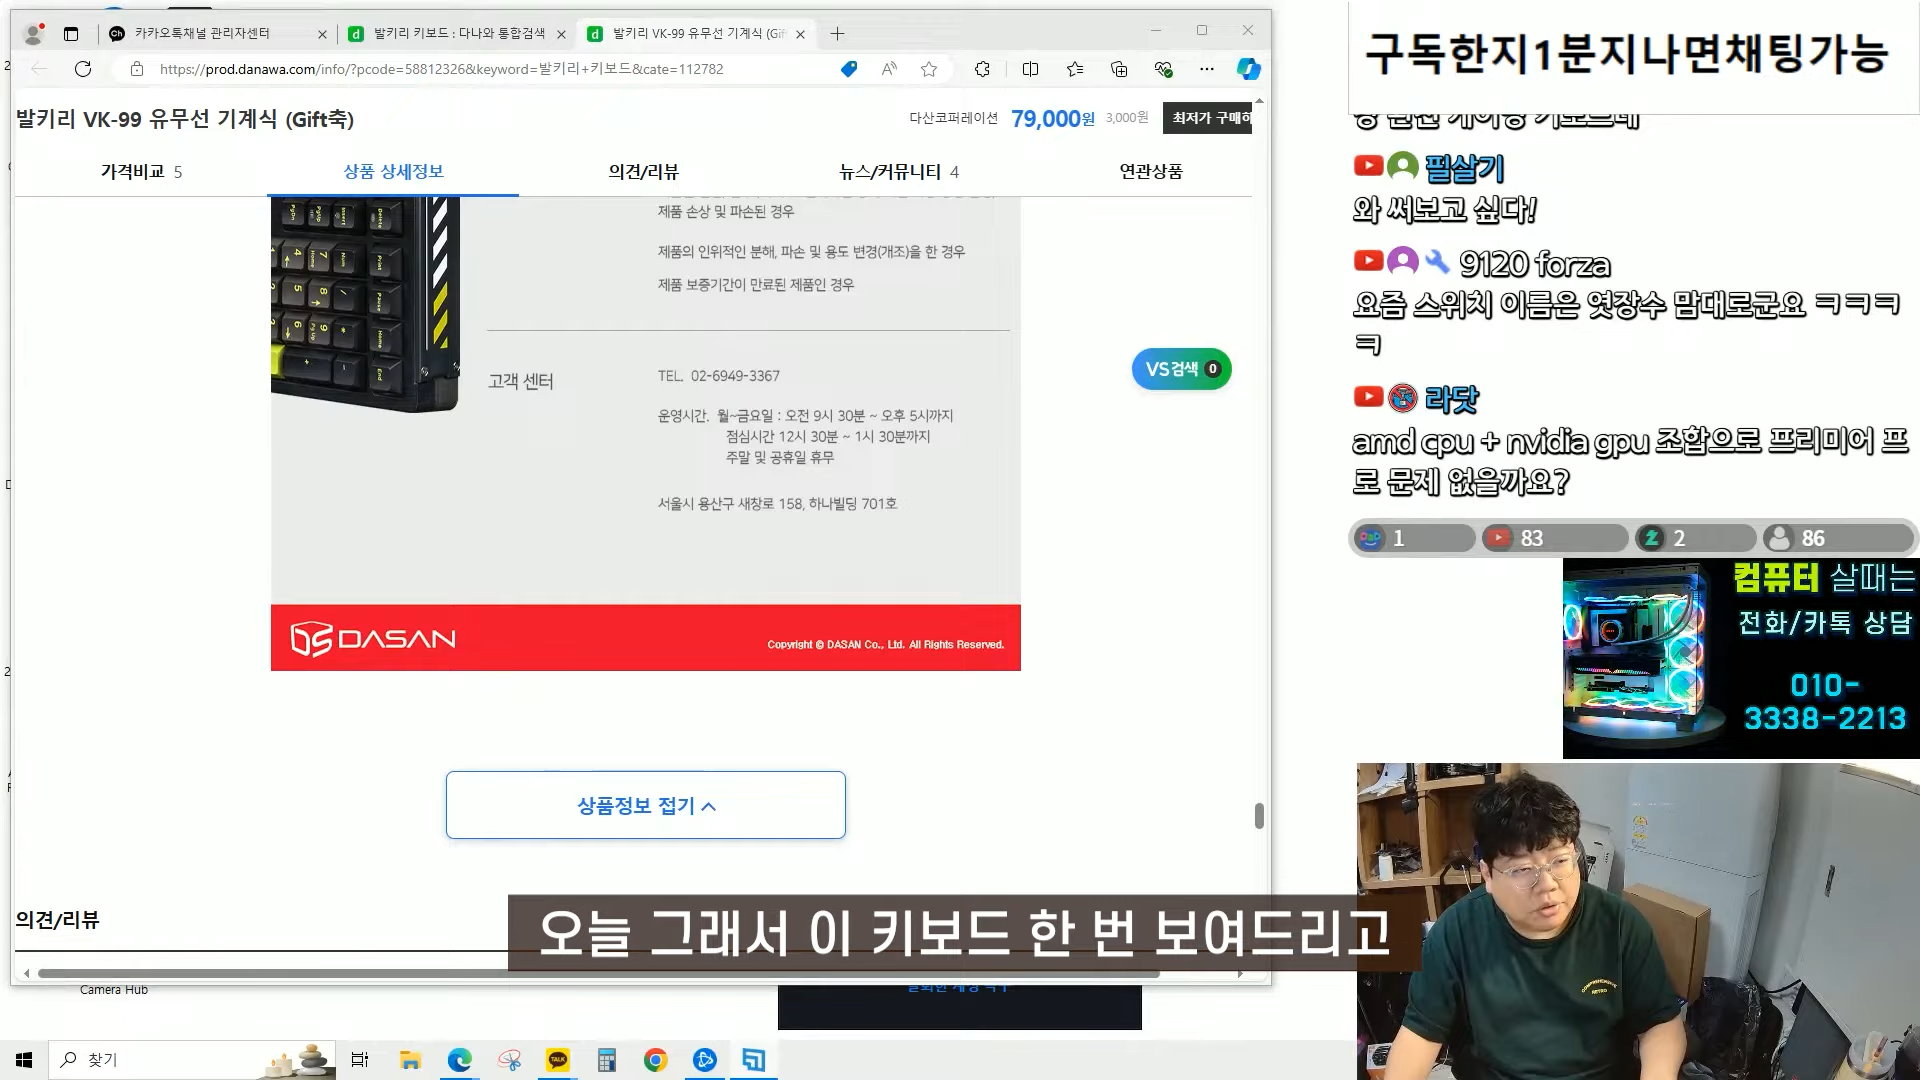 카카오톡채널 관리자센터
발키리 키보드 : 다나와 통합검색
발키리 VK-99 유무선 기계식 (Gif
https://prod.danawa.com/info/?pcode=58812326&keyword=발키리+키보드&cate=112782
발키리 VK-99 유무선 기계식 (Gift축)
다산코퍼레이션 79,000원 3,000원 최저가 구매하
가격비교 5
상품 상세정보
의견/리뷰
뉴스/커뮤니티 4
연관상품
제품 손상 및 파손된 경우
제품의 인위적인 분해, 파손 및 용도 변경(개조)을 한 경우
제품 보증기간이 만료된 제품인 경우
고객 센터
TEL. 02-6949-3367
운영시간. 월~금요일 : 오전 9시 30분 ~ 오후 5시까지
점심시간 12시 30분 ~ 1시 30분까지
주말 및 공휴일 휴무
서울시 용산구 새창로 158, 하나빌딩 701호
VS검색 0
DASAN
Copyright © DASAN Co., Ltd. All Rights Reserved.
상품정보 접기
의견/리뷰
오늘 그래서 이 키보드 한 번 보여드리고
Camera Hub
찾기
TALK
구독한지1분지나면채팅가능
필살기
와 써보고 싶다!
9120 forza
요즘 스위치 이름은 엿장수 맘대로군요 ㅋㅋㅋ
ㅋ
라닷
amd cpu + nvidia gpu 조합으로 프리미어 프
로 문제 없을까요?
1
83
2
86
컴퓨터 살때는
전화/카톡 상담
010-
3338-2213